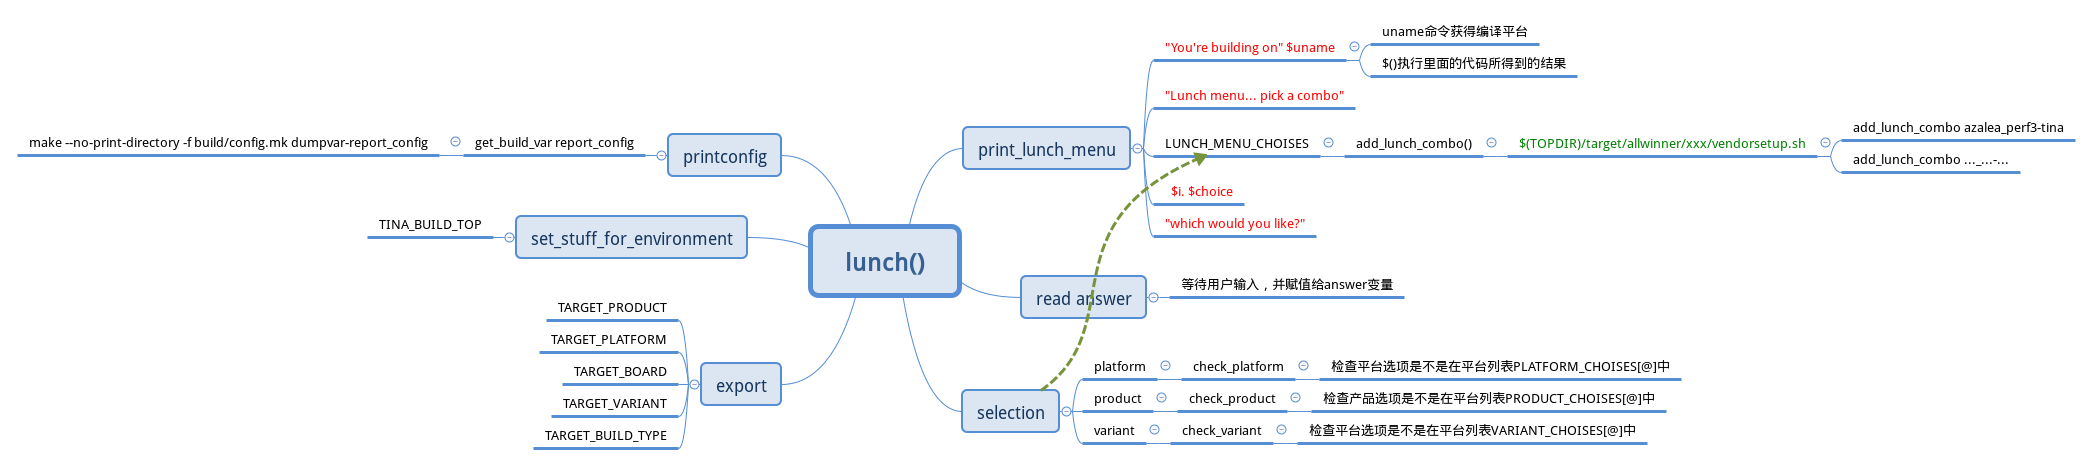 lunch()
print_lunch_menu
"You're building on" $uname
uname命令获得编译平台
$()执行里面的代码所得到的结果
"Lunch menu... pick a combo"
LUNCH_MENU_CHOISES
add_lunch_combo()
$(TOPDIR)/target/allwinner/xxx/vendorsetup.sh
add_lunch_combo azalea_perf3-tina
add_lunch_combo ..._...-...
$i. $choice
"which would you like?"
read answer
等待用户输入，并赋值给answer变量
selection
platform
check_platform
检查平台选项是不是在平台列表PLATFORM_CHOISES[@]中
product
check_product
检查产品选项是不是在平台列表PRODUCT_CHOISES[@]中
variant
check_variant
检查平台选项是不是在平台列表VARIANT_CHOISES[@]中
printconfig
get_build_var report_config
make --no-print-directory -f build/config.mk dumpvar-report_config
set_stuff_for_environment
TINA_BUILD_TOP
export
TARGET_PRODUCT
TARGET_PLATFORM
TARGET_BOARD
TARGET_VARIANT
TARGET_BUILD_TYPE